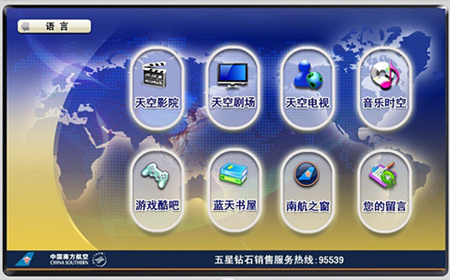 语言
天空影院 天空剧场 天空电视 音乐时空
游戏酷吧 蓝天书屋 南航之窗 您的留言
中国南方航空
CHINA SOUTHERN
五星钻石销售服务热线:95539